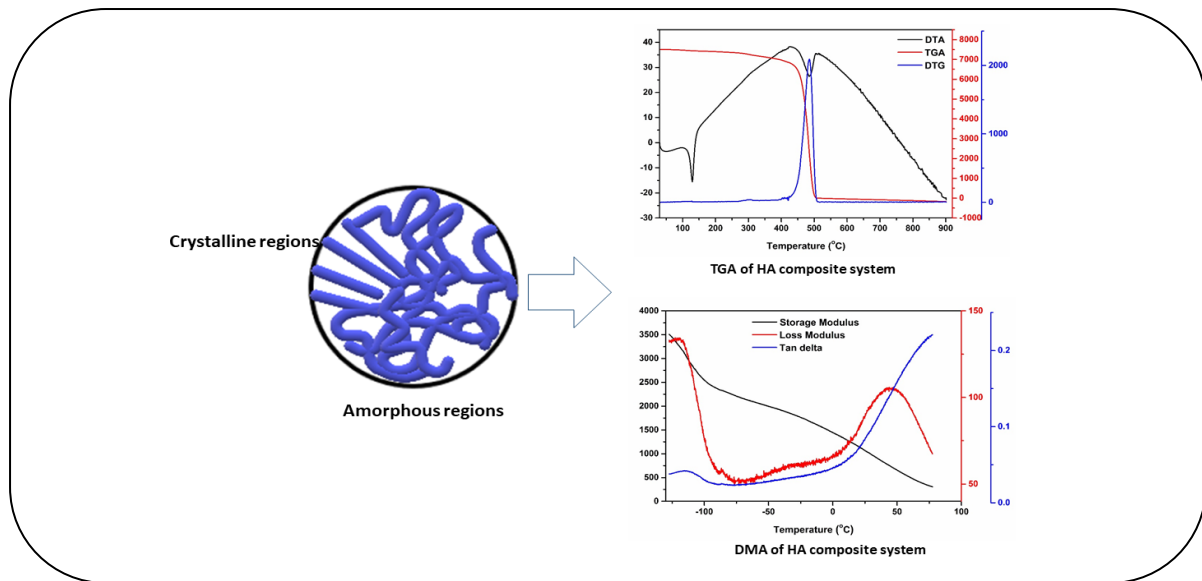 Crystalline regions
Amorphous regions
DTA
TGA
DTG
40
30
20
10
0
-10
-20
-30
8000
7000
6000
5000
4000
3000
2000
1000
0
-1000
2000
1000
0
100 200 300 400 500 600 700 800 900
Temperature (°C)
TGA of HA composite system
Storage Modulus
Loss Modulus
Tan delta
4000
3500
3000
2500
2000
1500
1000
500
0
150
100
50
0.2
0.1
0.0
-100 -50 0 50 100
Temperature (°C)
DMA of HA composite system